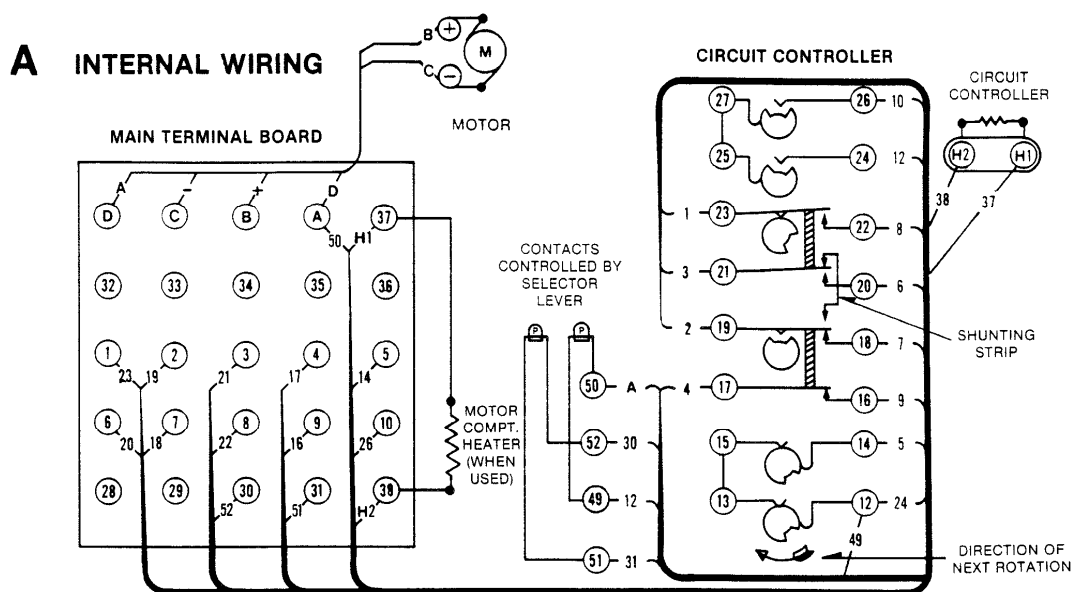 A INTERNAL WIRING
B + M
C −
MOTOR
MAIN TERMINAL BOARD
A − + D
D C B A 37
50 H1
32 33 34 35 36
1 2 3 4 5
23 19 21 17 14
6 7 8 9 10
20 18 22 16 26
28 29 30 31 38
52 51 H2
MOTOR
COMPT.
HEATER
(WHEN
USED)
CONTACTS
CONTROLLED BY
SELECTOR
LEVER
P P
50 A
52 30
49 12
51 31
CIRCUIT CONTROLLER
27 26 10
25 24 12
1 23 22 8
3 21 20 6
2 19 18 7
4 17 16 9
15 14 5
13 12 24
49
CIRCUIT
CONTROLLER
H2 H1
38 37
SHUNTING
STRIP
DIRECTION OF
NEXT ROTATION